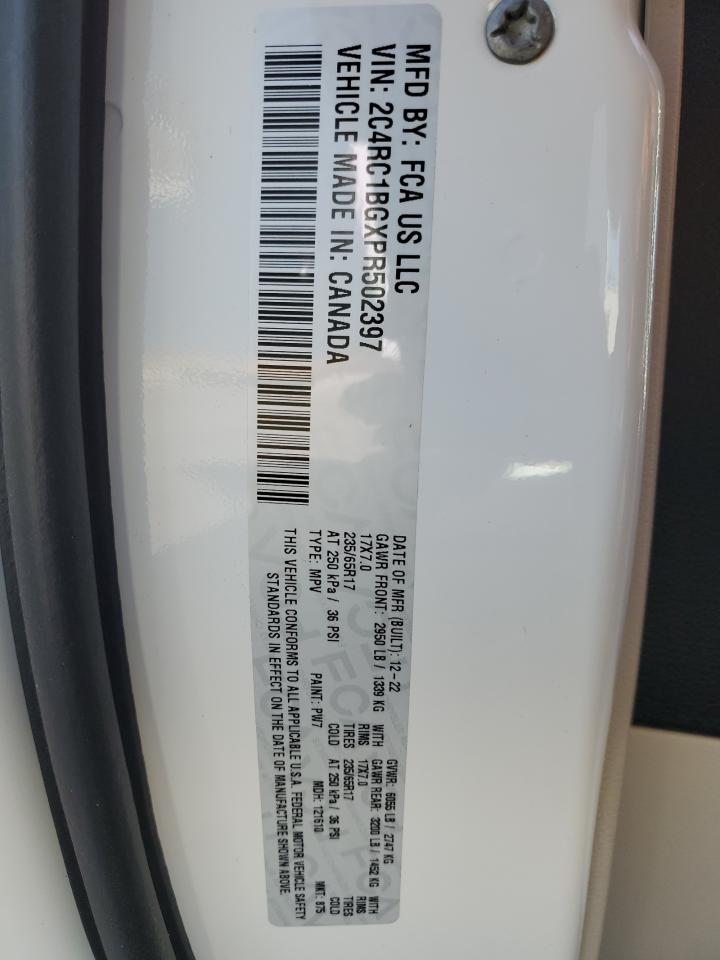 MFD BY: FCA US LLC
VIN: 2C4RC1BGXPR502397
VEHICLE MADE IN: CANADA
DATE OF MFR (BUILT): 12-22 GVWR: 6055 LB / 2747 KG
GAWR FRONT: 2950 LB / 1339 KG WITH GAWR REAR: 3200 LB / 1452 KG WITH
17X7.0 RIMS 17X7.0 RIMS
235/65R17 TIRES 235/65R17 TIRES
AT 250 kPa / 36 PSI COLD AT 250 kPa / 36 PSI COLD
TYPE: MPV PAINT: PW7 MDH: 121610 MKT: 875
THIS VEHICLE CONFORMS TO ALL APPLICABLE U.S.A. FEDERAL MOTOR VEHICLE SAFETY
STANDARDS IN EFFECT ON THE DATE OF MANUFACTURE SHOWN ABOVE.